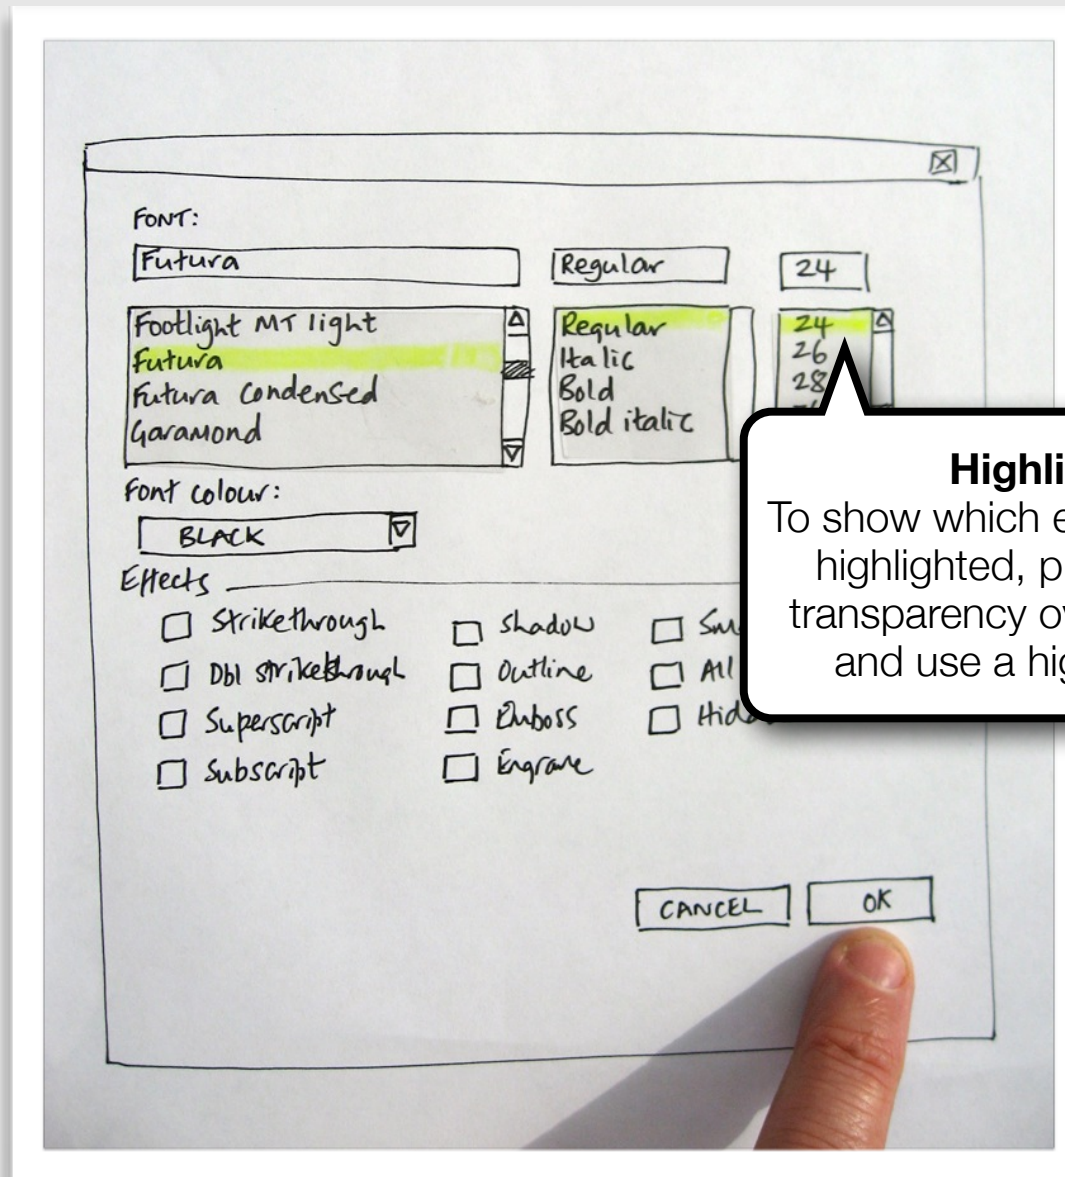 FONT:
Futura
Regular
24
Footlight MT light
Futura
Futura Condensed
Garamond
Regular
Italic
Bold
Bold italic
24
26
28
Font colour:
BLACK
Effects
Strikethrough
Dbl strikethrough
Superscript
Subscript
Shadow
Outline
Emboss
Engrave
All
CANCEL
OK
Highli
To show which e
highlighted, p
transparency ov
and use a hig